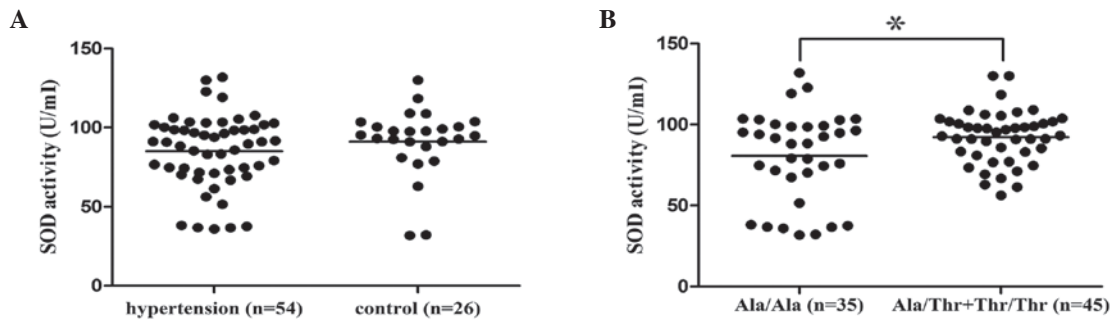 A
SOD activity (U/ml)
150
100
50
0
hypertension (n=54)
control (n=26)
B
*
SOD activity (U/ml)
150
100
50
0
Ala/Ala (n=35)
Ala/Thr+Thr/Thr (n=45)